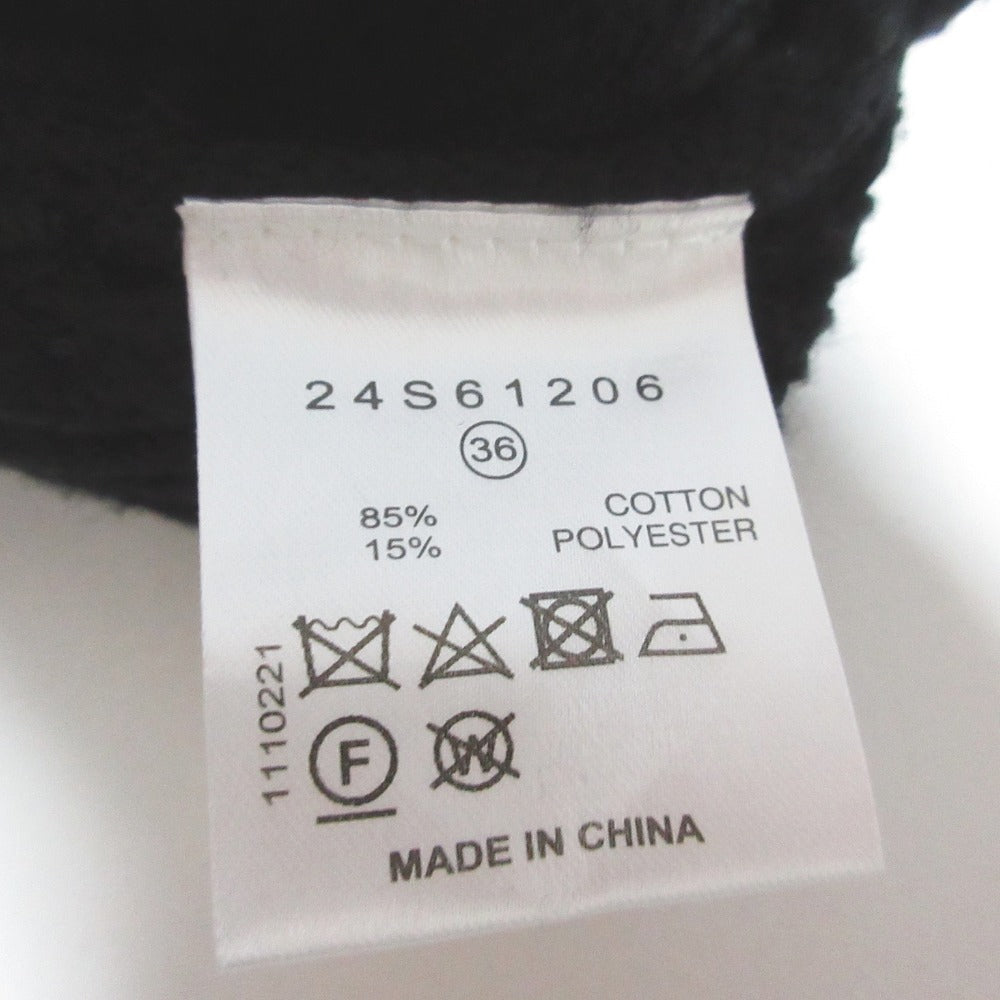 24S61206
36
85% COTTON
15% POLYESTER
1110221
F W
MADE IN CHINA